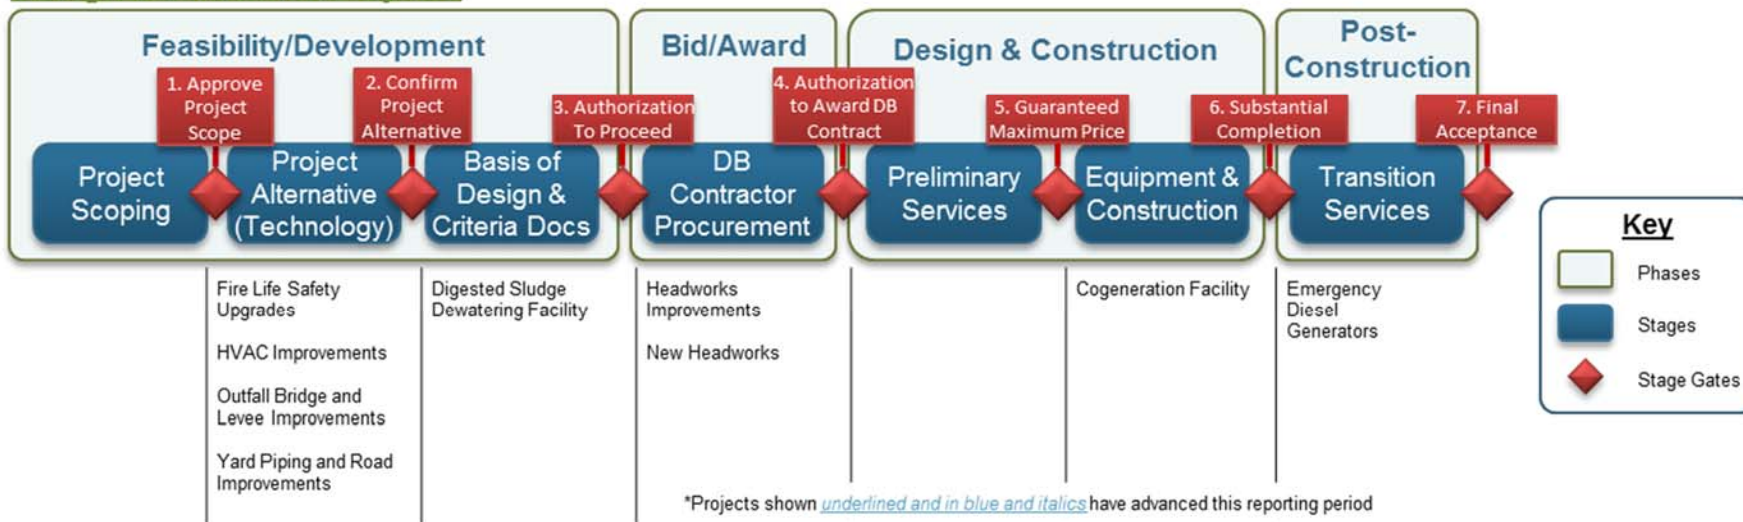 Feasibility/Development
Bid/Award
Design & Construction
Post-
Construction
1. Approve
Project
Scope
2. Confirm
Project
Alternative
3. Authorization
To Proceed
4. Authorization
to Award DB
Contract
5. Guaranteed
Maximum Price
6. Substantial
Completion
7. Final
Acceptance
Project
Scoping
Project
Alternative
(Technology)
Basis of
Design &
Criteria Docs
DB
Contractor
Procurement
Preliminary
Services
Equipment &
Construction
Transition
Services
Key
Phases
Stages
Stage Gates
Fire Life Safety
Upgrades
HVAC Improvements
Outfall Bridge and
Levee Improvements
Yard Piping and Road
Improvements
Digested Sludge
Dewatering Facility
Headworks
Improvements
New Headworks
Cogeneration Facility
Emergency
Diesel
Generators
*Projects shown underlined and in blue and italics have advanced this reporting period